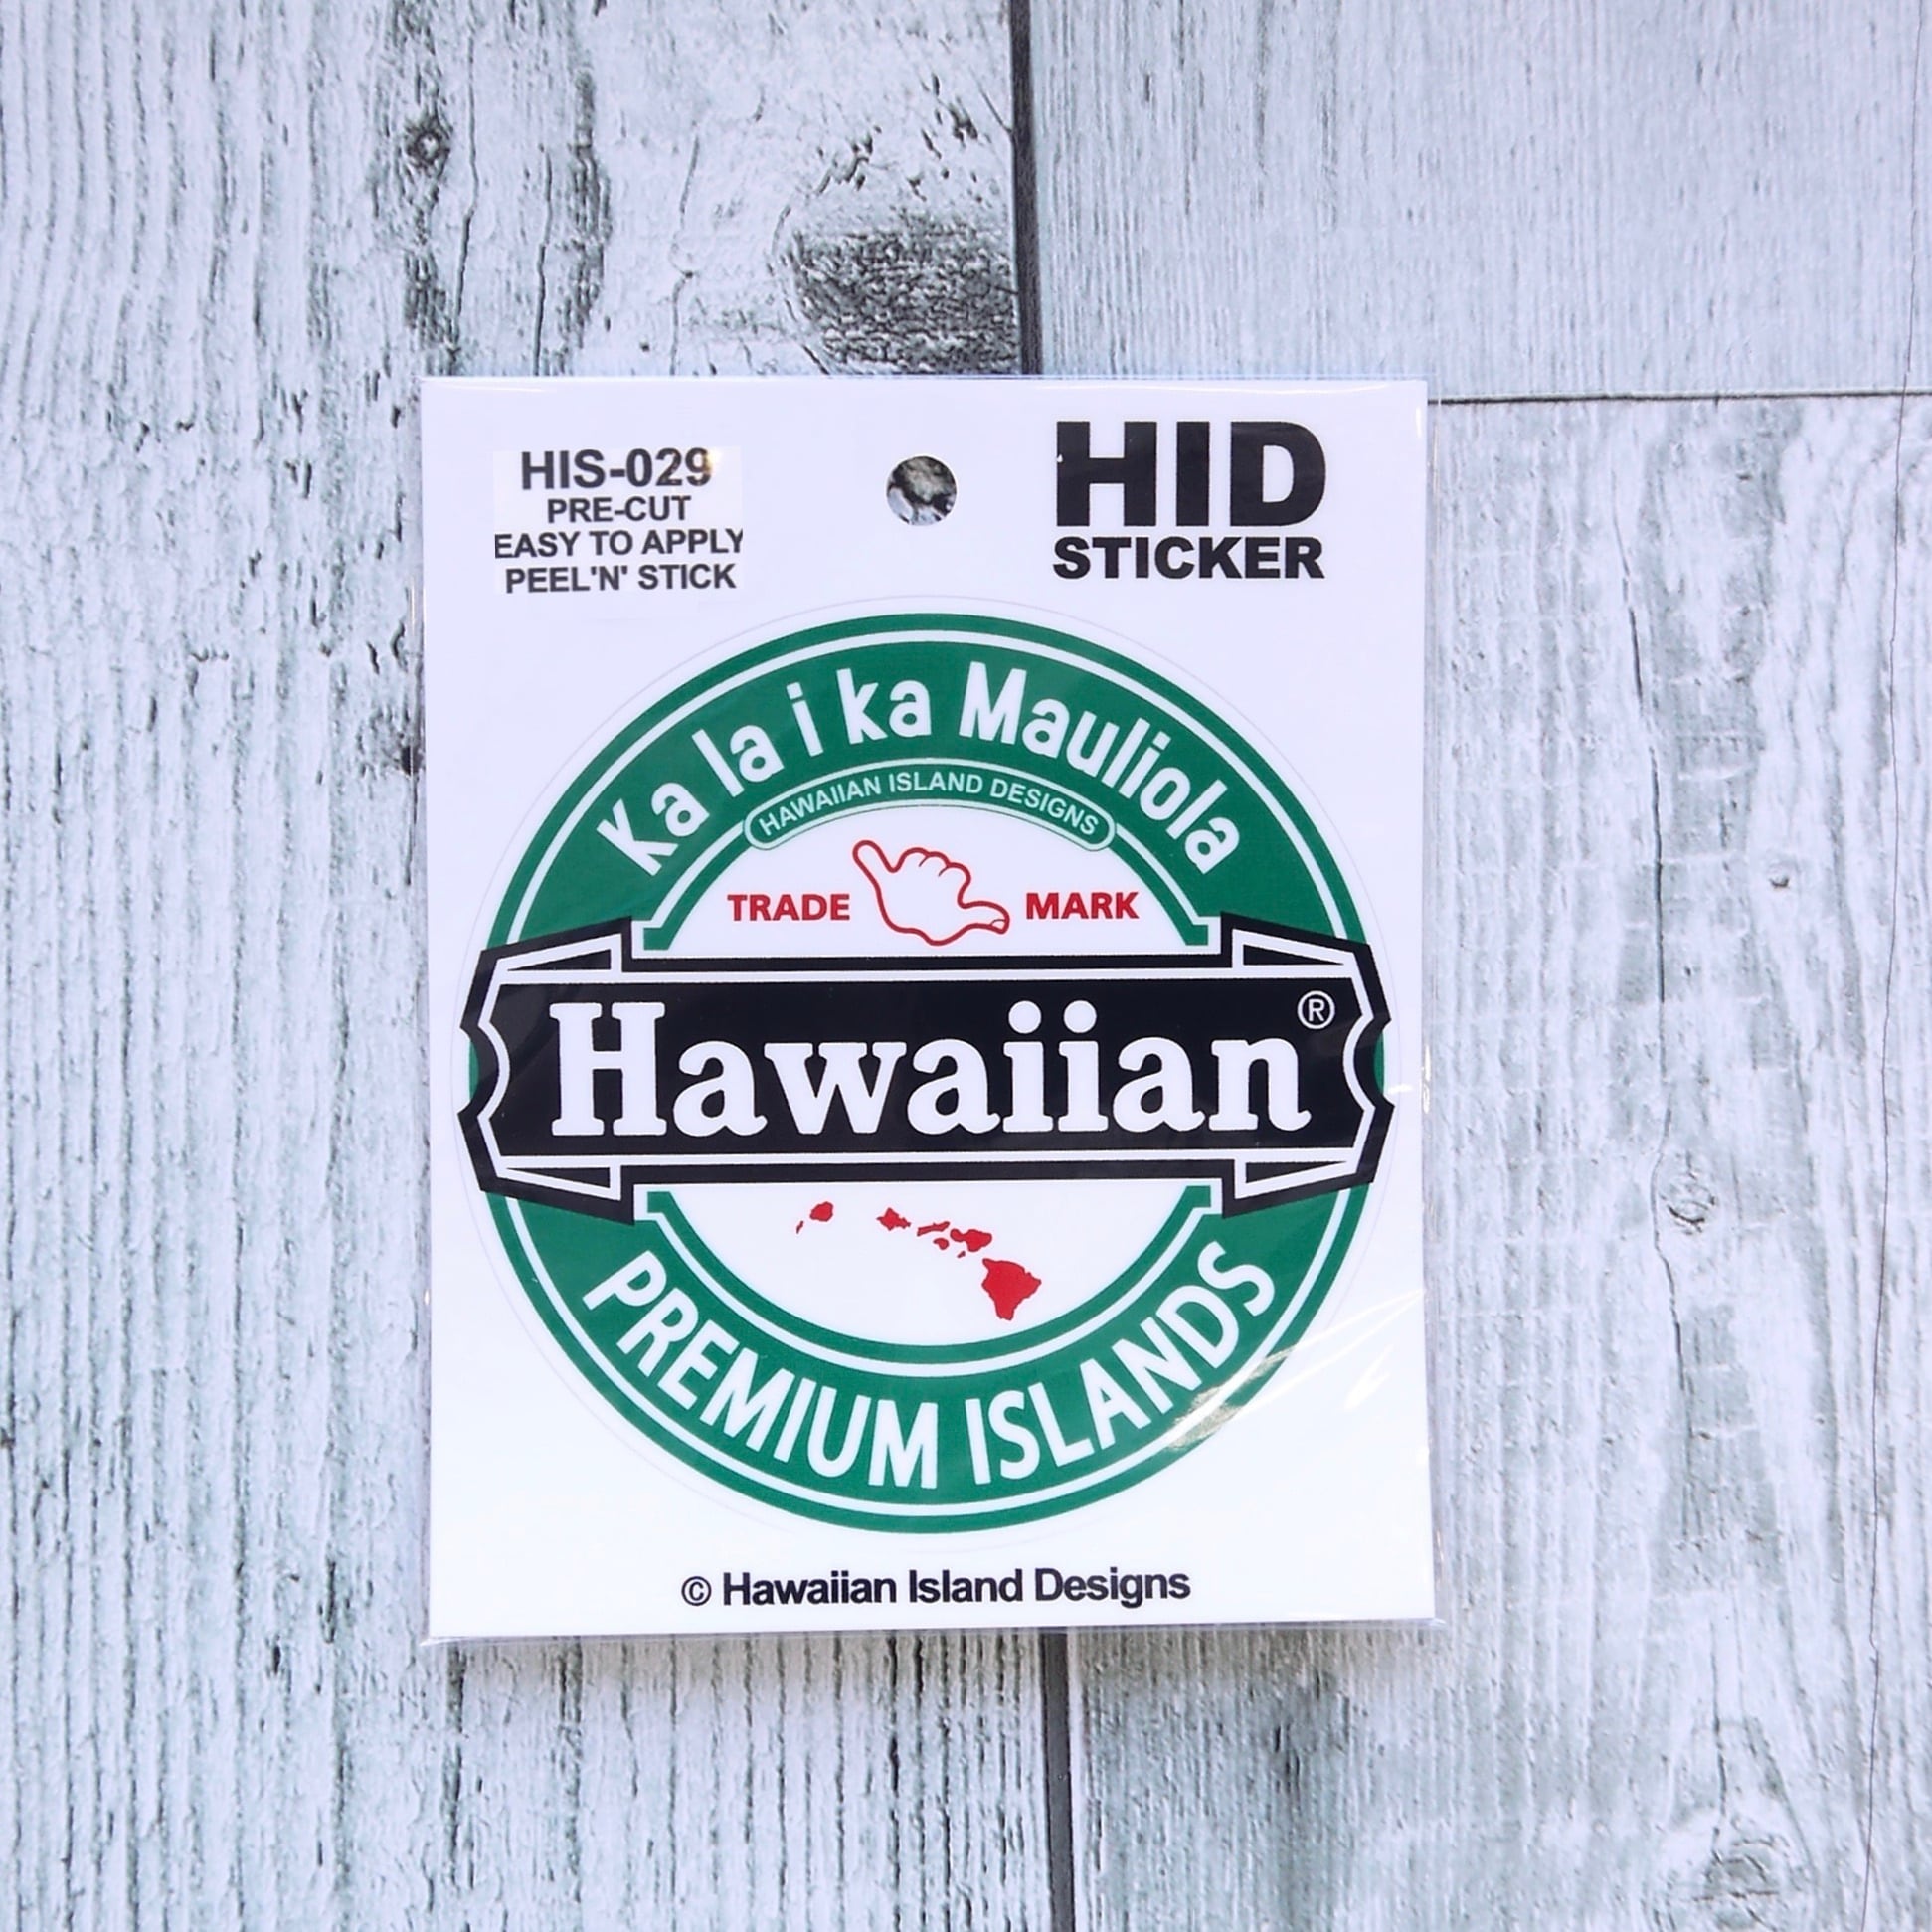 HIS-029
PRE-CUT
EASY TO APPLY
PEEL'N' STICK
HID
STICKER
Ka la i ka Mauliola
HAWAIIAN ISLAND DESIGNS
TRADE MARK
Hawaiian®
PREMIUM ISLANDS
© Hawaiian Island Designs